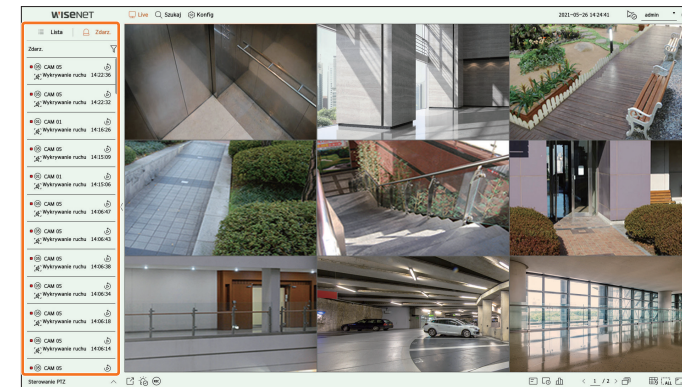 WISENET
Live Szukaj Konfig 2021-05-26 14:24:41 admin
Lista Zdarz.
Zdarz.
CAM 05
Wykrywanie ruchu 14:22:36
CAM 05
Wykrywanie ruchu 14:22:32
CAM 01
Wykrywanie ruchu 14:16:26
CAM 05
Wykrywanie ruchu 14:15:09
CAM 01
Wykrywanie ruchu 14:15:06
CAM 05
Wykrywanie ruchu 14:06:47
CAM 05
Wykrywanie ruchu 14:06:43
CAM 05
Wykrywanie ruchu 14:06:38
CAM 05
Wykrywanie ruchu 14:06:34
CAM 05
Wykrywanie ruchu 14:06:18
CAM 05
Wykrywanie ruchu 14:06:14
CAM 05
Sterowanie PTZ < 1 / 2 > ALL